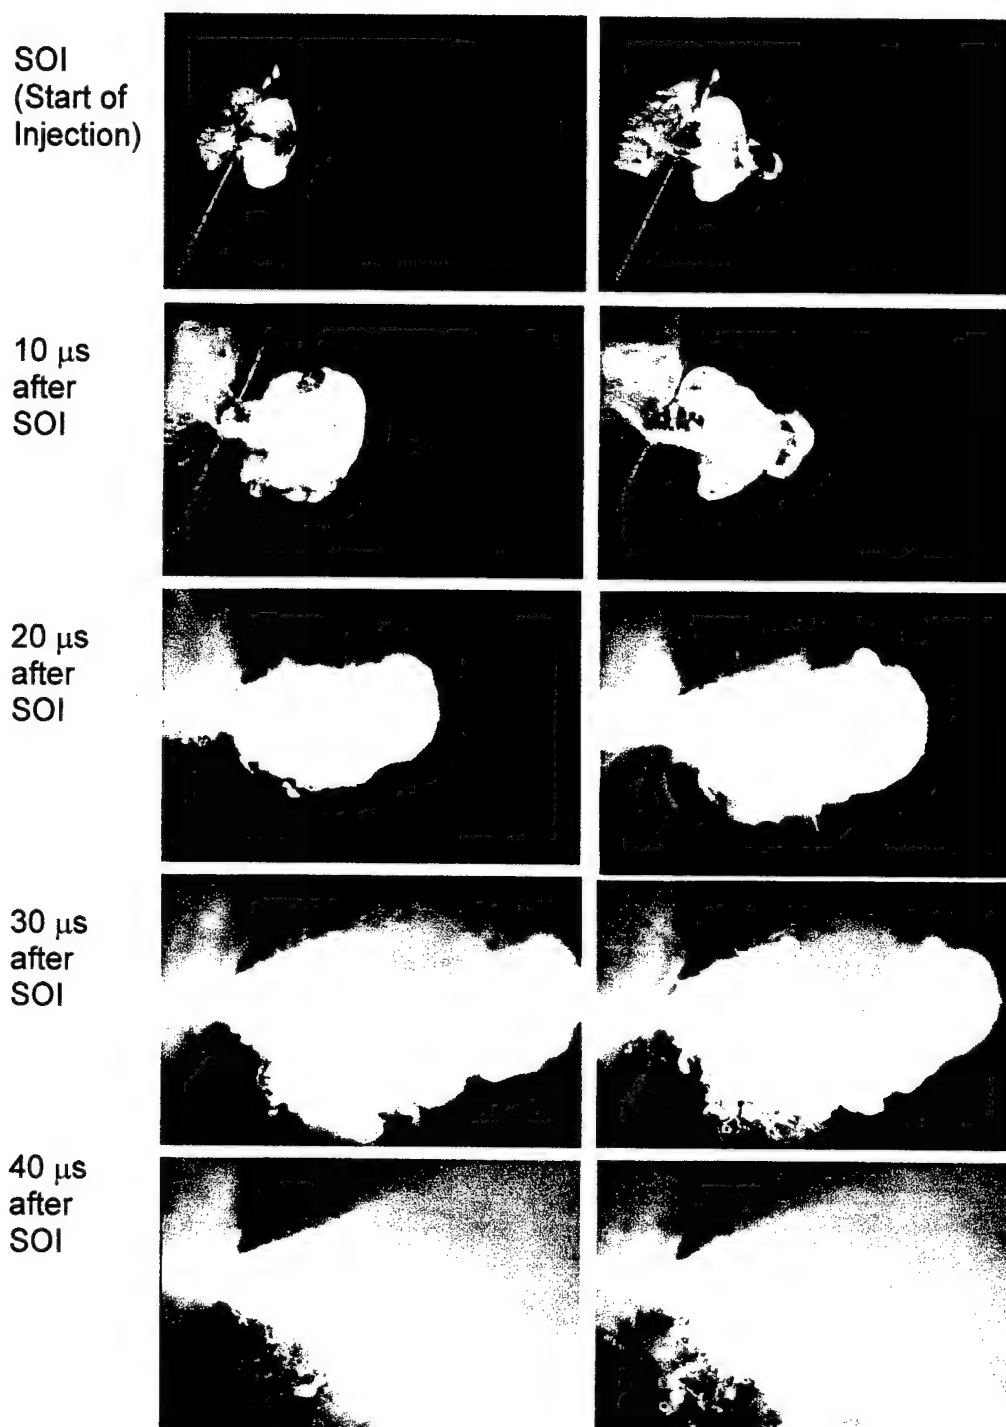 SOI
(Start of
Injection)
10 μs
after
SOI
20 μs
after
SOI
30 μs
after
SOI
40 μs
after
SOI